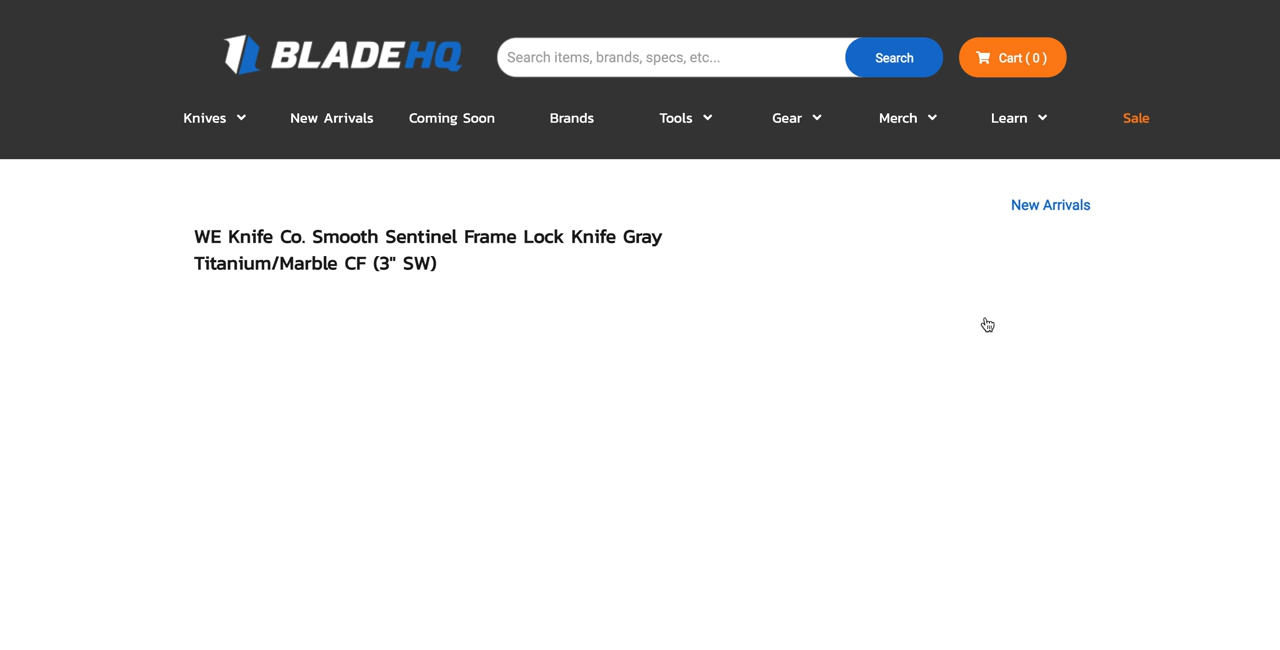 BLADEHQ
Search items, brands, specs, etc...
Search
Cart ( 0 )
Knives
New Arrivals
Coming Soon
Brands
Tools
Gear
Merch
Learn
Sale
New Arrivals
WE Knife Co. Smooth Sentinel Frame Lock Knife Gray
Titanium/Marble CF (3" SW)